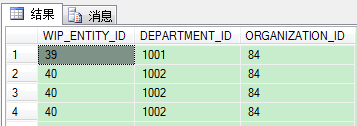 结果 消息
WIP_ENTITY_ID DEPARTMENT_ID ORGANIZATION_ID
1 39 1001 84
2 40 1002 84
3 40 1002 84
4 40 1002 84